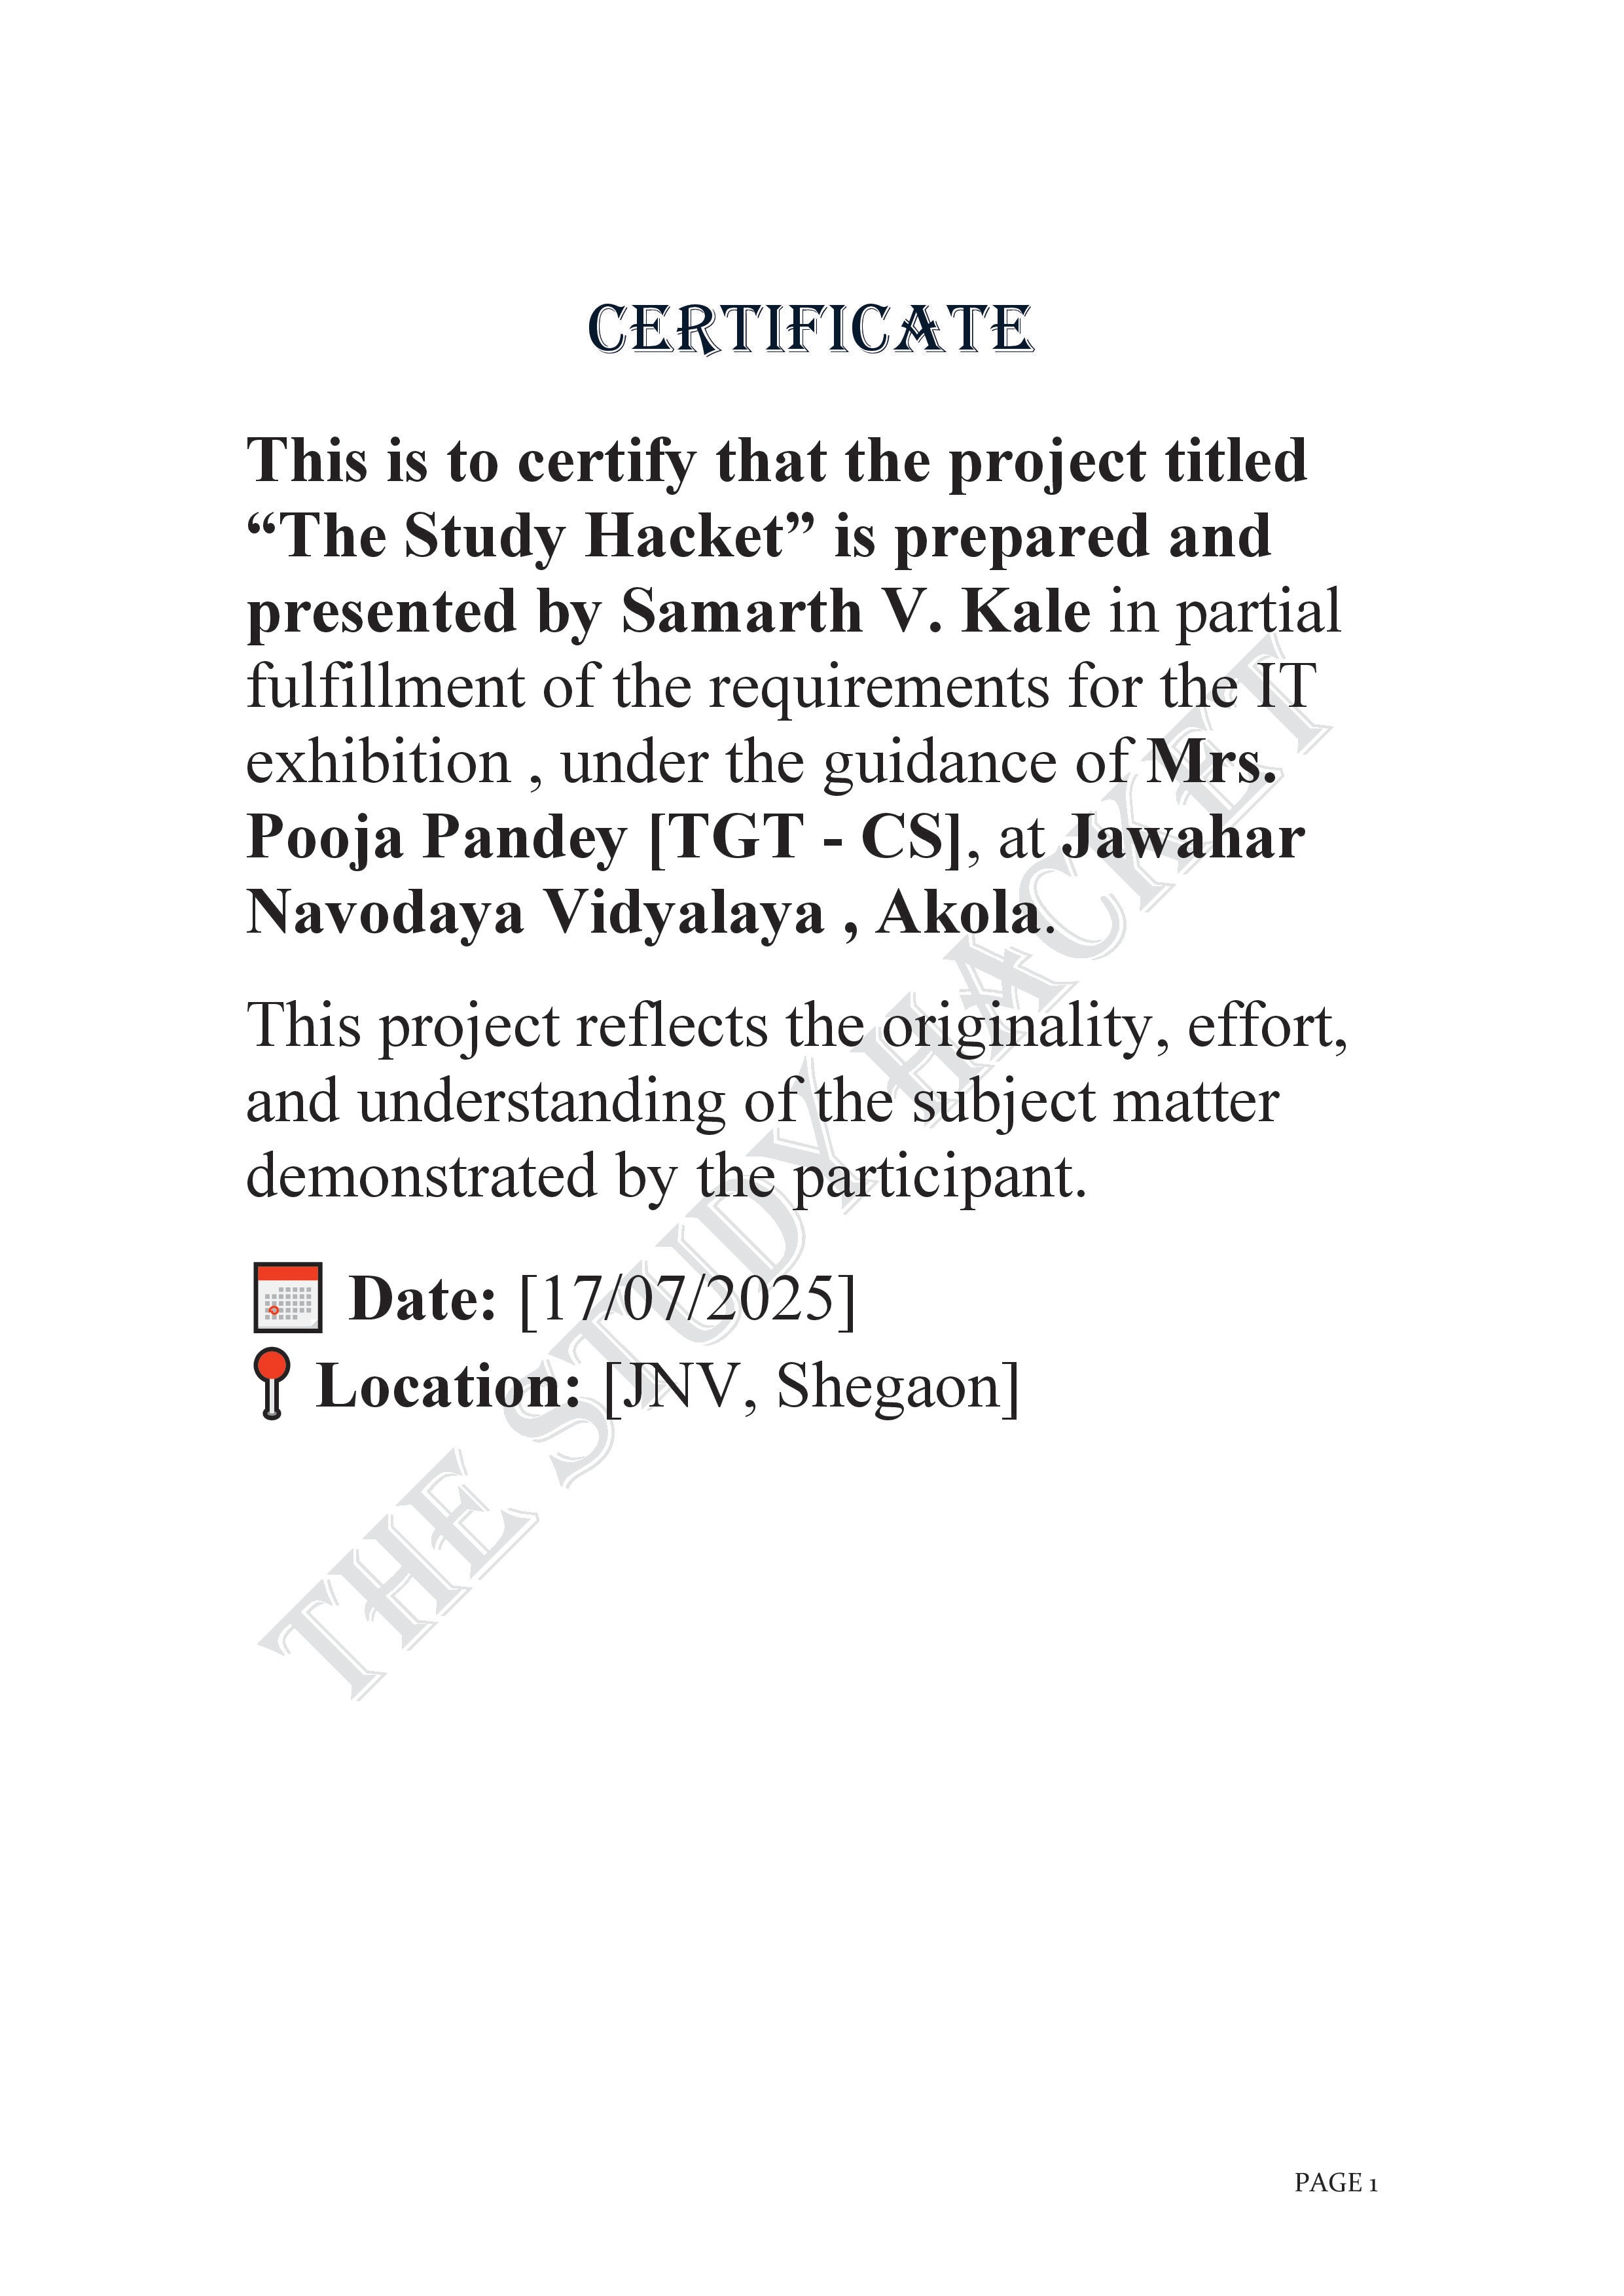 CERTIFICATE
This is to certify that the project titled
“The Study Hacket” is prepared and
presented by Samarth V. Kale in partial
fulfillment of the requirements for the IT
exhibition , under the guidance of Mrs.
Pooja Pandey [TGT - CS], at Jawahar
Navodaya Vidyalaya , Akola.
This project reflects the originality, effort,
and understanding of the subject matter
demonstrated by the participant.
Date: [17/07/2025]
Location: [JNV, Shegaon]
THE STUDY HACKET
PAGE 1